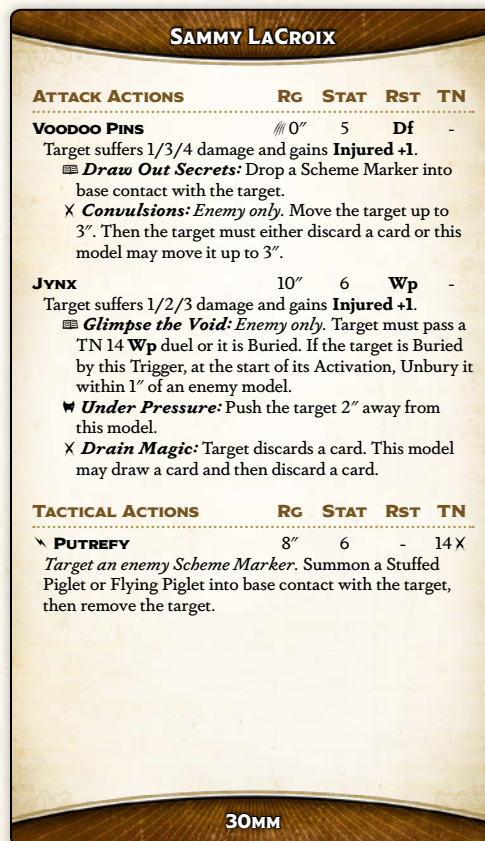 Sammy LaCroix
Attack Actions Rg Stat Rst TN
Voodoo Pins 0″ 5 Df -
Target suffers 1/3/4 damage and gains Injured +1.
Draw Out Secrets: Drop a Scheme Marker into
base contact with the target.
Convulsions: Enemy only. Move the target up to
3″. Then the target must either discard a card or this
model may move it up to 3″.
Jynx 10″ 6 Wp -
Target suffers 1/2/3 damage and gains Injured +1.
Glimpse the Void: Enemy only. Target must pass a
TN 14 Wp duel or it is Buried. If the target is Buried
by this Trigger, at the start of its Activation, Unbury it
within 1″ of an enemy model.
Under Pressure: Push the target 2″ away from
this model.
Drain Magic: Target discards a card. This model
may draw a card and then discard a card.
Tactical Actions Rg Stat Rst TN
Putrefy 8″ 6 - 14
Target an enemy Scheme Marker. Summon a Stuffed
Piglet or Flying Piglet into base contact with the target,
then remove the target.
30mm